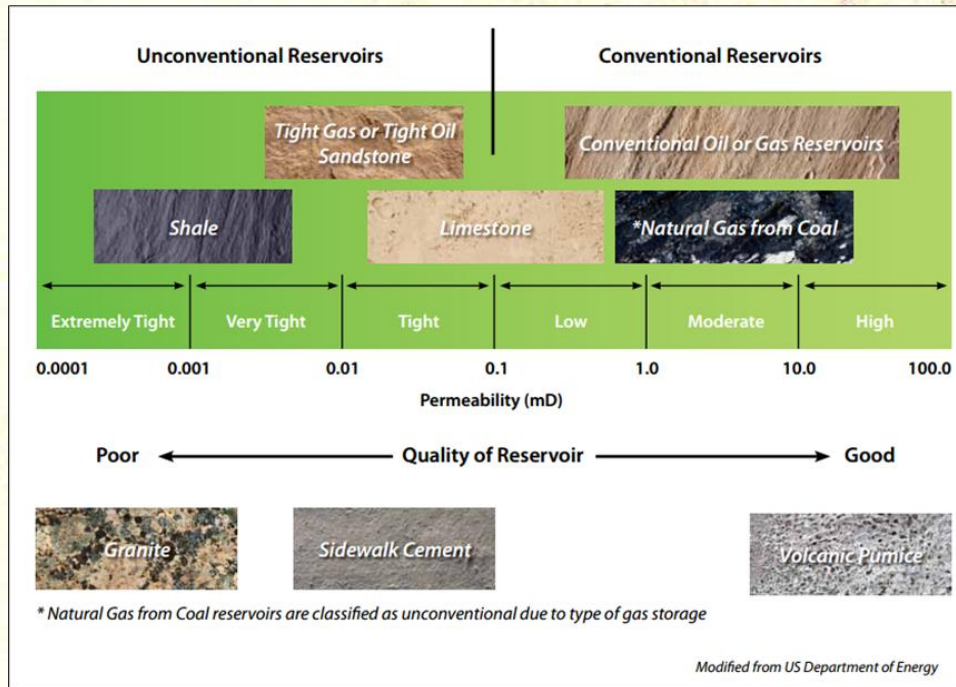 Unconventional Reservoirs
Conventional Reservoirs
Tight Gas or Tight Oil
Sandstone
Conventional Oil or Gas Reservoirs
Shale
Limestone
*Natural Gas from Coal
Extremely Tight
Very Tight
Tight
Low
Moderate
High
0.0001
0.001
0.01
0.1
1.0
10.0
100.0
Permeability (mD)
Poor
Quality of Reservoir
Good
Granite
Sidewalk Cement
Volcanic Pumice
* Natural Gas from Coal reservoirs are classified as unconventional due to type of gas storage
Modified from US Department of Energy